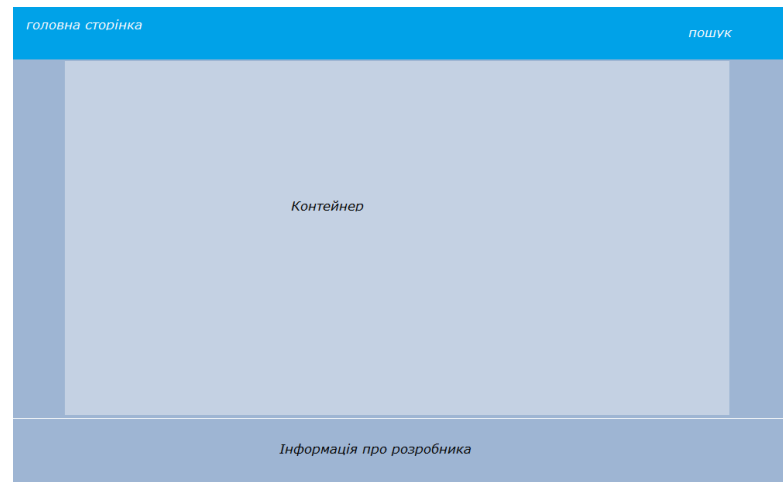 головна сторінка
пошук
Контейнер
Інформація про розробника